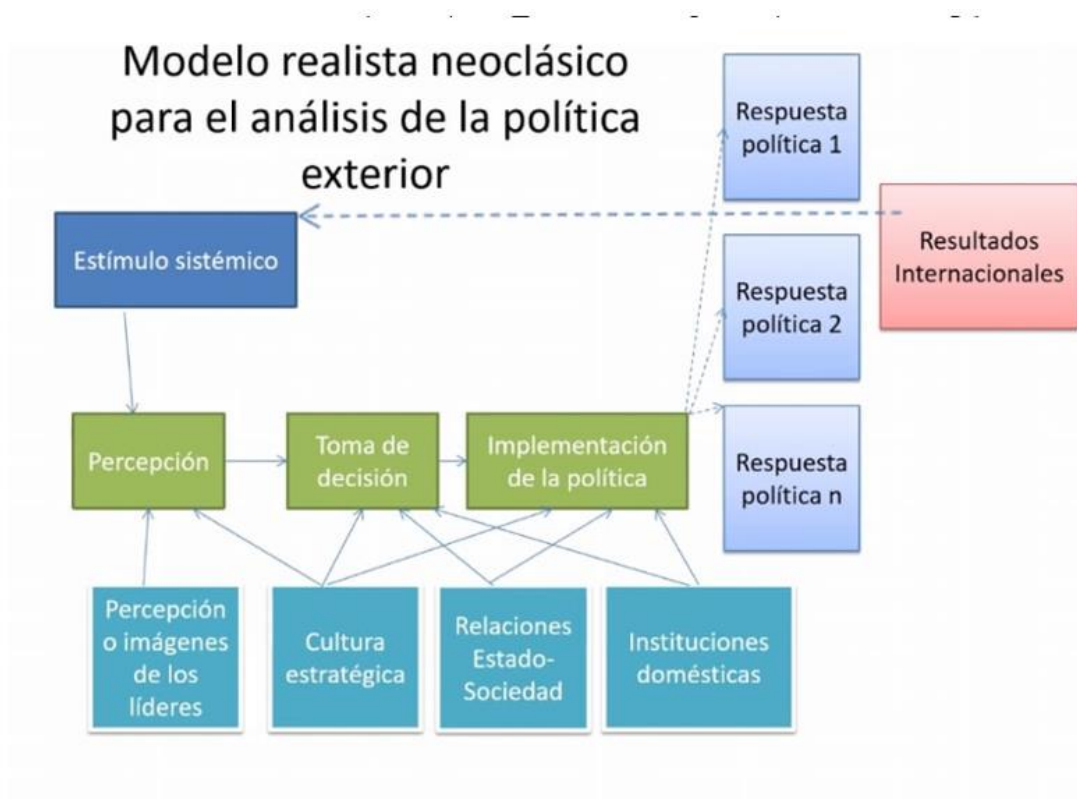 Modelo realista neoclásico
para el análisis de la política
exterior
Respuesta
política 1
Estímulo sistémico
Resultados
Internacionales
Respuesta
política 2
Percepción
Toma de
decisión
Implementación
de la política
Respuesta
política n
Percepción
o imágenes
de los
líderes
Cultura
estratégica
Relaciones
Estado-
Sociedad
Instituciones
domésticas